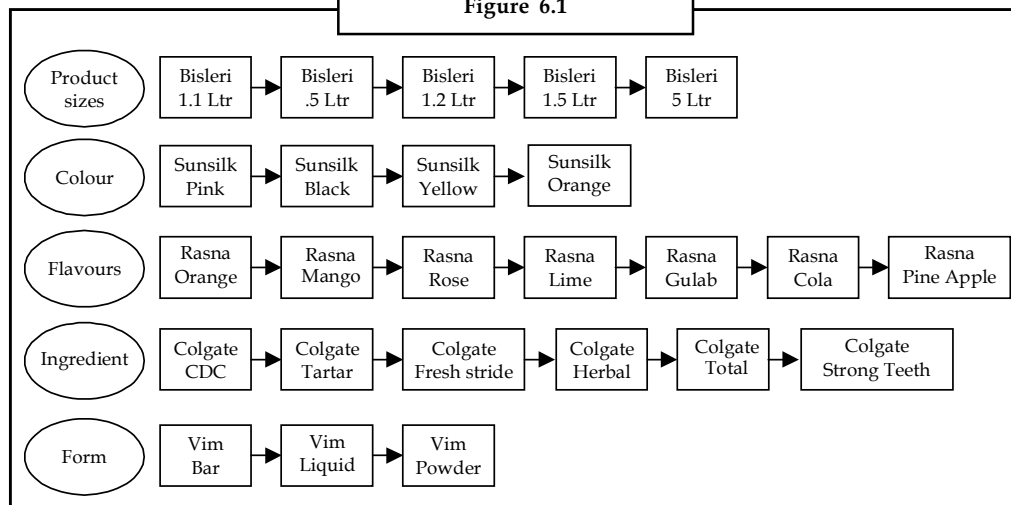 Figure 6.1
Product
sizes
Bisleri
1.1 Ltr
Bisleri
.5 Ltr
Bisleri
1.2 Ltr
Bisleri
1.5 Ltr
Bisleri
5 Ltr
Colour
Sunsilk
Pink
Sunsilk
Black
Sunsilk
Yellow
Sunsilk
Orange
Flavours
Rasna
Orange
Rasna
Mango
Rasna
Rose
Rasna
Lime
Rasna
Gulab
Rasna
Cola
Rasna
Pine Apple
Ingredient
Colgate
CDC
Colgate
Tartar
Colgate
Fresh stride
Colgate
Herbal
Colgate
Total
Colgate
Strong Teeth
Form
Vim
Bar
Vim
Liquid
Vim
Powder